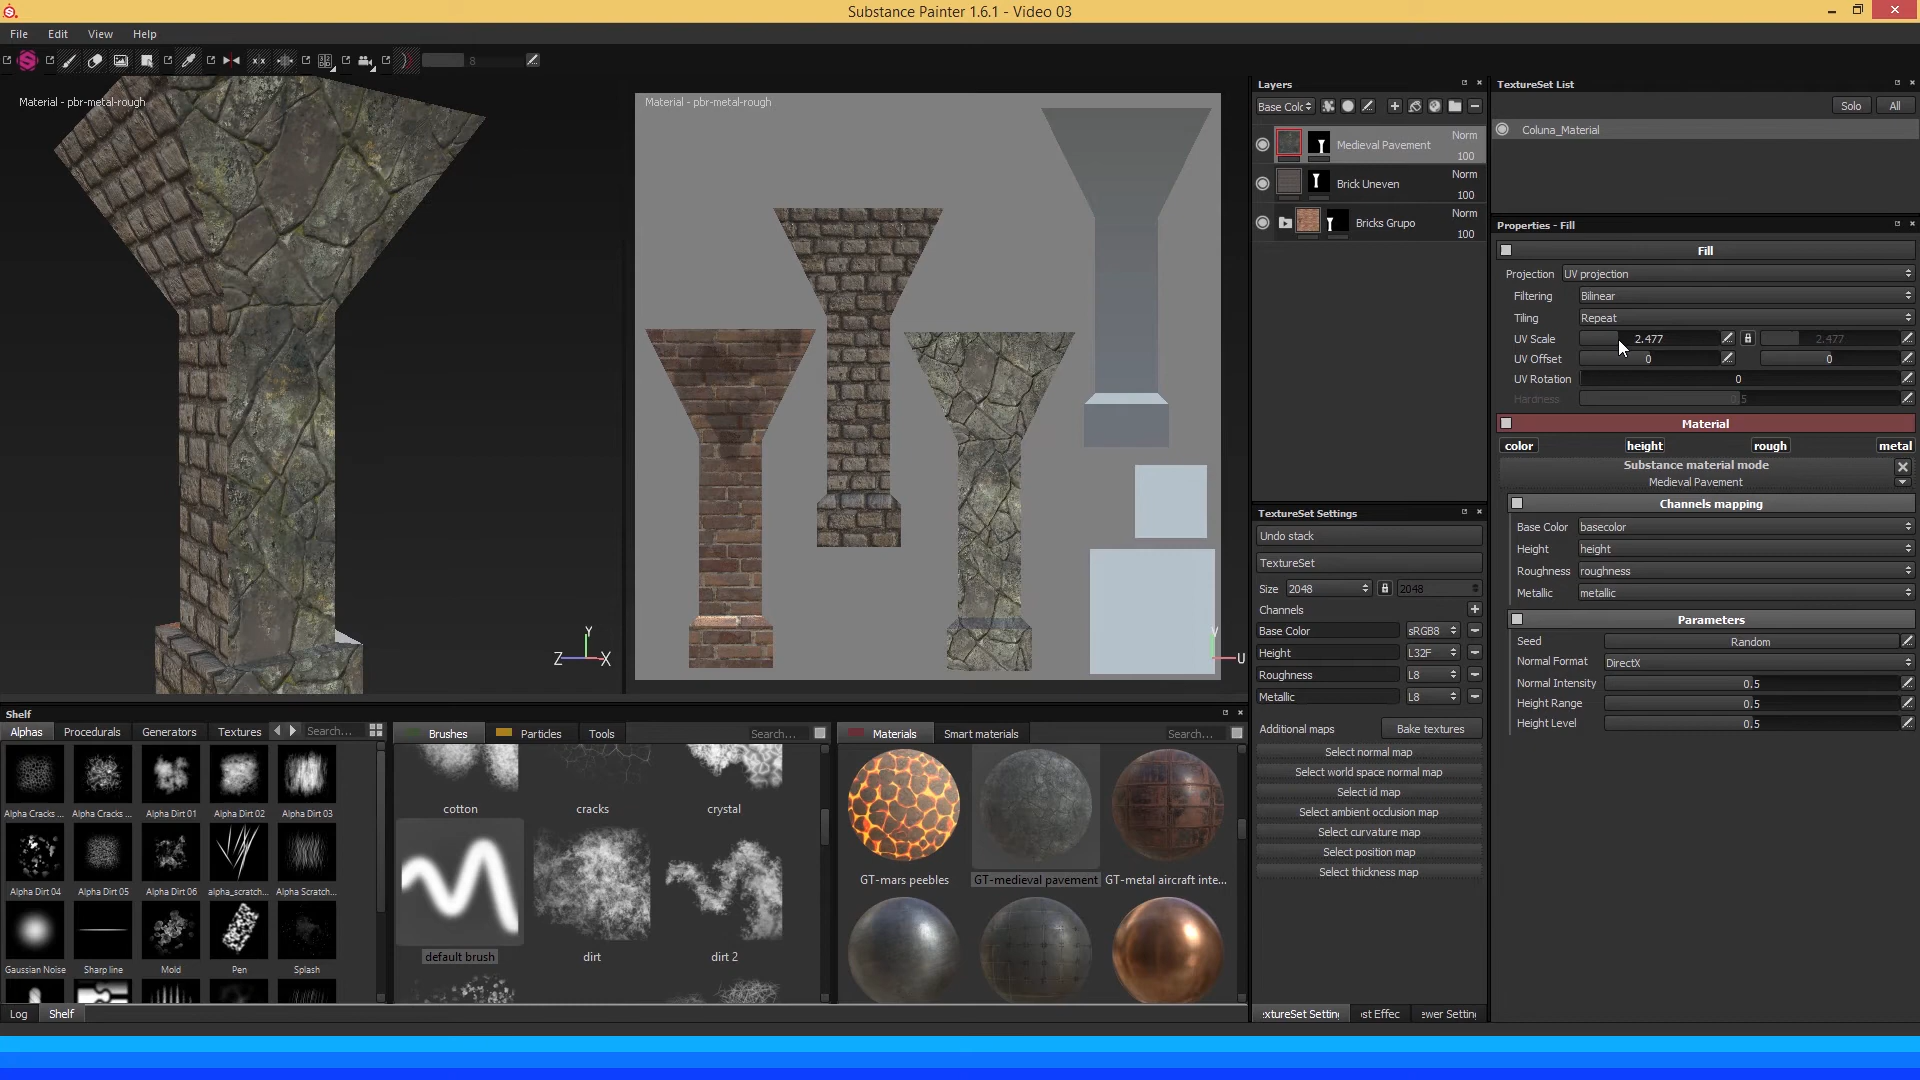 Substance Painter 1.6.1 - Video 03
File Edit View Help
8
Material - pbr-metal-rough
Y
Z X
Material - pbr-metal-rough
V
U
Layers
Base Colc
Medieval Pavement Norm 100
Brick Uneven Norm 100
Bricks Grupo Norm 100
TextureSet Settings
Undo stack
TextureSet
Size 2048 2048
Channels
Base Color sRGB8
Height L32F
Roughness L8
Metallic L8
Additional maps Bake textures
Select normal map
Select world space normal map
Select id map
Select ambient occlusion map
Select curvature map
Select position map
Select thickness map
extureSet Setting ost Effec ewer Setting
TextureSet List
Solo All
Coluna_Material
Properties - Fill
Fill
Projection UV projection
Filtering Bilinear
Tiling Repeat
UV Scale 2.477 2.477
UV Offset 0 0
UV Rotation 0
Hardness 0.5
Material
color height rough metal
Substance material mode
Medieval Pavement
Channels mapping
Base Color basecolor
Height height
Roughness roughness
Metallic metallic
Parameters
Seed Random
Normal Format DirectX
Normal Intensity 0.5
Height Range 0.5
Height Level 0.5
Shelf
Alphas Procedurals Generators Textures Search...
Alpha Cracks ... Alpha Cracks ... Alpha Dirt 01 Alpha Dirt 02 Alpha Dirt 03
Alpha Dirt 04 Alpha Dirt 05 Alpha Dirt 06 alpha_scratch... Alpha Scratch...
Gaussian Noise Sharp line Mold Pen Splash
Brushes Particles Tools Search...
cotton cracks crystal
default brush dirt dirt 2
Materials Smart materials Search...
GT-mars peebles GT-medieval pavement GT-metal aircraft inte...
Log Shelf